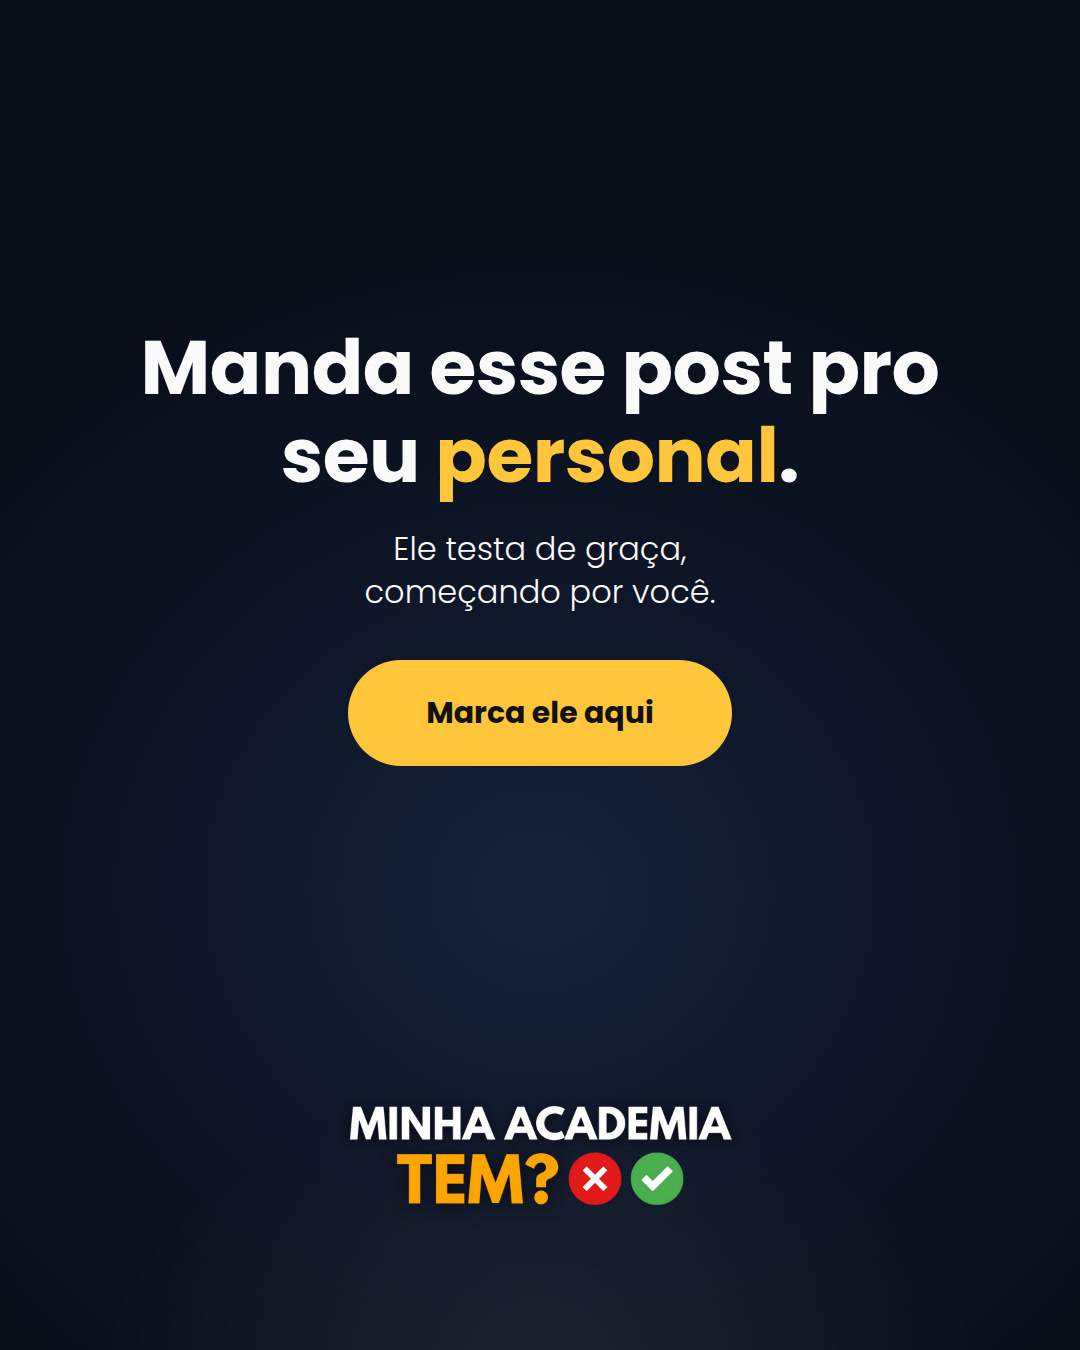 Manda esse post pro
seu personal.
Ele testa de graça,
começando por você.
Marca ele aqui
MINHA ACADEMIA
TEM?